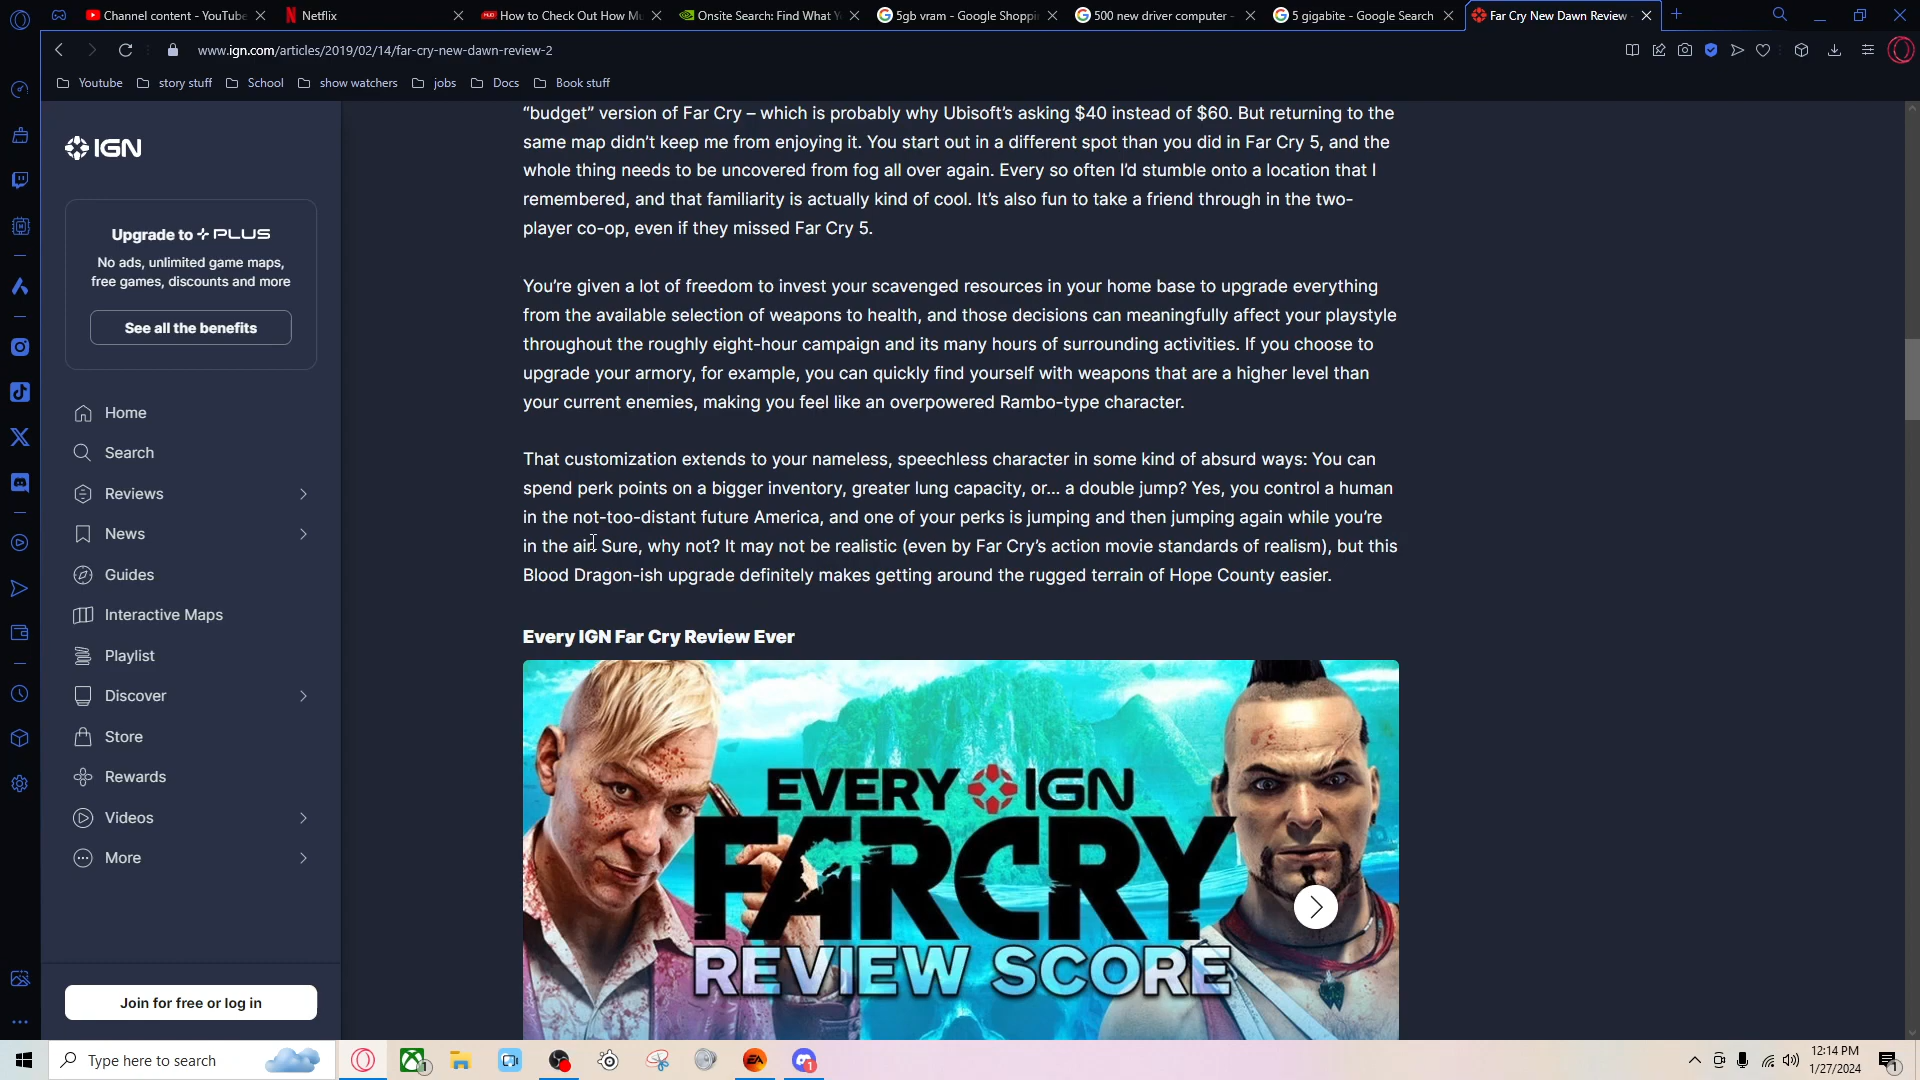 Channel content - YouTube
Netflix
How to Check Out How Mu
Onsite Search: Find What Y
5gb vram - Google Shoppin
500 new driver computer -
5 gigabite - Google Search
Far Cry New Dawn Review
www.ign.com/articles/2019/02/14/far-cry-new-dawn-review-2
Youtube
story stuff
School
show watchers
jobs
Docs
Book stuff
IGN
Upgrade to PLUS
No ads, unlimited game maps,
free games, discounts and more
See all the benefits
Home
Search
Reviews
News
Guides
Interactive Maps
Playlist
Discover
Store
Rewards
Videos
More
Join for free or log in
“budget” version of Far Cry – which is probably why Ubisoft’s asking $40 instead of $60. But returning to the
same map didn’t keep me from enjoying it. You start out in a different spot than you did in Far Cry 5, and the
whole thing needs to be uncovered from fog all over again. Every so often I’d stumble onto a location that I
remembered, and that familiarity is actually kind of cool. It’s also fun to take a friend through in the two-
player co-op, even if they missed Far Cry 5.
You’re given a lot of freedom to invest your scavenged resources in your home base to upgrade everything
from the available selection of weapons to health, and those decisions can meaningfully affect your playstyle
throughout the roughly eight-hour campaign and its many hours of surrounding activities. If you choose to
upgrade your armory, for example, you can quickly find yourself with weapons that are a higher level than
your current enemies, making you feel like an overpowered Rambo-type character.
That customization extends to your nameless, speechless character in some kind of absurd ways: You can
spend perk points on a bigger inventory, greater lung capacity, or... a double jump? Yes, you control a human
in the not-too-distant future America, and one of your perks is jumping and then jumping again while you’re
in the air. Sure, why not? It may not be realistic (even by Far Cry’s action movie standards of realism), but this
Blood Dragon-ish upgrade definitely makes getting around the rugged terrain of Hope County easier.
Every IGN Far Cry Review Ever
EVERY IGN
FARCRY
REVIEW SCORE
Type here to search
12:14 PM
1/27/2024